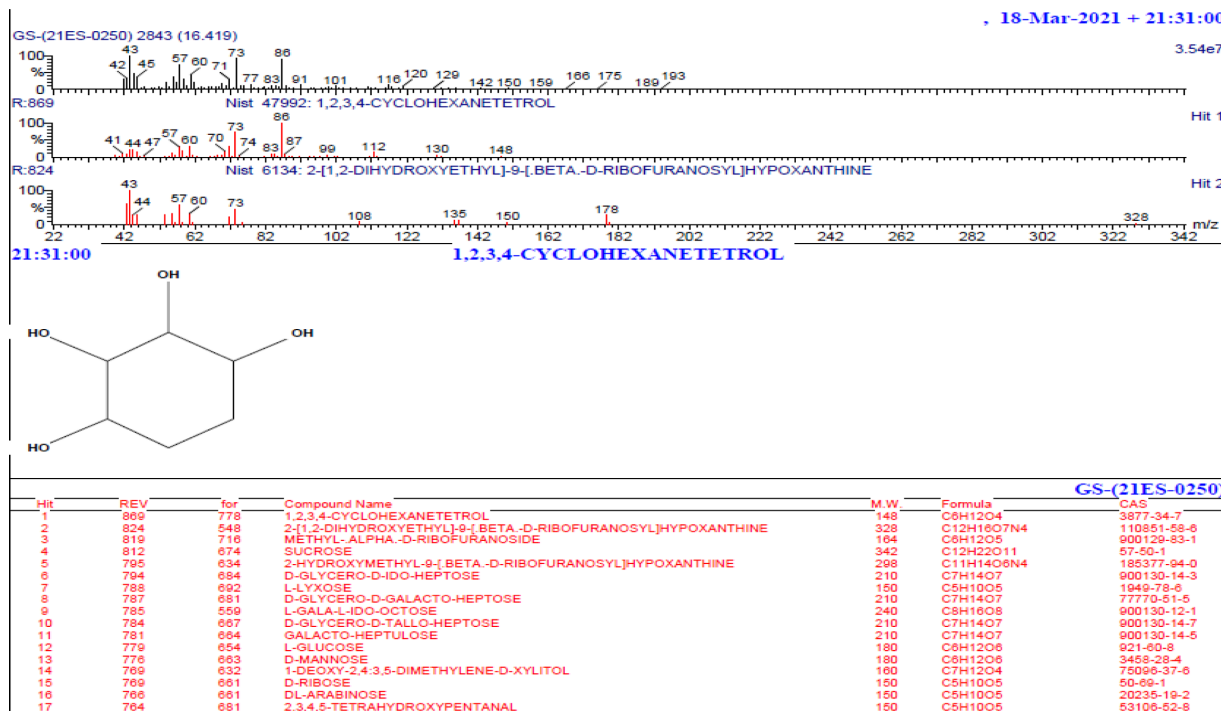 , 18-Mar-2021 + 21:31:00
GS-(21ES-0250) 2843 (16.419)
3.54e7
100
%
0
42 43 45 57 60 71 73 77 83 86 91 101 116 120 129 142 150 159 166 175 189 193
R:869 Nist 47992: 1,2,3,4-CYCLOHEXANETETROL Hit 1
100
%
0
41 44 47 57 60 70 73 74 83 86 87 99 112 130 148
R:824 Nist 6134: 2-[1,2-DIHYDROXYETHYL]-9-[.BETA.-D-RIBOFURANOSYL]HYPOXANTHINE Hit 2
100
%
0
43 44 57 60 73 108 135 150 178 328
m/z
22 42 62 82 102 122 142 162 182 202 222 242 262 282 302 322 342
21:31:00 1,2,3,4-CYCLOHEXANETETROL
OH
HO
OH
HO
GS-(21ES-0250)
Hit REV for Compound Name M.W. Formula CAS
1 869 778 1,2,3,4-CYCLOHEXANETETROL 148 C6H12O4 3877-34-7
2 824 548 2-[1,2-DIHYDROXYETHYL]-9-[.BETA.-D-RIBOFURANOSYL]HYPOXANTHINE 328 C12H16O7N4 110851-58-6
3 819 716 METHYL-.ALPHA.-D-RIBOFURANOSIDE 164 C6H12O5 900129-83-1
4 812 674 SUCROSE 342 C12H22O11 57-50-1
5 795 634 2-HYDROXYMETHYL-9-[.BETA.-D-RIBOFURANOSYL]HYPOXANTHINE 298 C11H14O6N4 185377-94-0
6 794 684 D-GLYCERO-D-IDO-HEPTOSE 210 C7H14O7 900130-14-3
7 788 692 L-LYXOSE 150 C5H10O5 1949-78-6
8 787 681 D-GLYCERO-D-GALACTO-HEPTOSE 210 C7H14O7 77770-51-5
9 785 559 L-GALA-L-IDO-OCTOSE 240 C8H16O8 900130-12-1
10 784 667 D-GLYCERO-D-TALLO-HEPTOSE 210 C7H14O7 900130-14-7
11 781 664 GALACTO-HEPTULOSE 210 C7H14O7 900130-14-5
12 779 654 L-GLUCOSE 180 C6H12O6 921-60-8
13 776 663 D-MANNOSE 180 C6H12O6 3458-28-4
14 769 632 1-DEOXY-2,4:3,5-DIMETHYLENE-D-XYLITOL 160 C7H12O4 75096-37-6
15 769 661 D-RIBOSE 150 C5H10O5 50-69-1
16 766 661 DL-ARABINOSE 150 C5H10O5 20235-19-2
17 764 681 2,3,4,5-TETRAHYDROXYPENTANAL 150 C5H10O5 53106-52-8